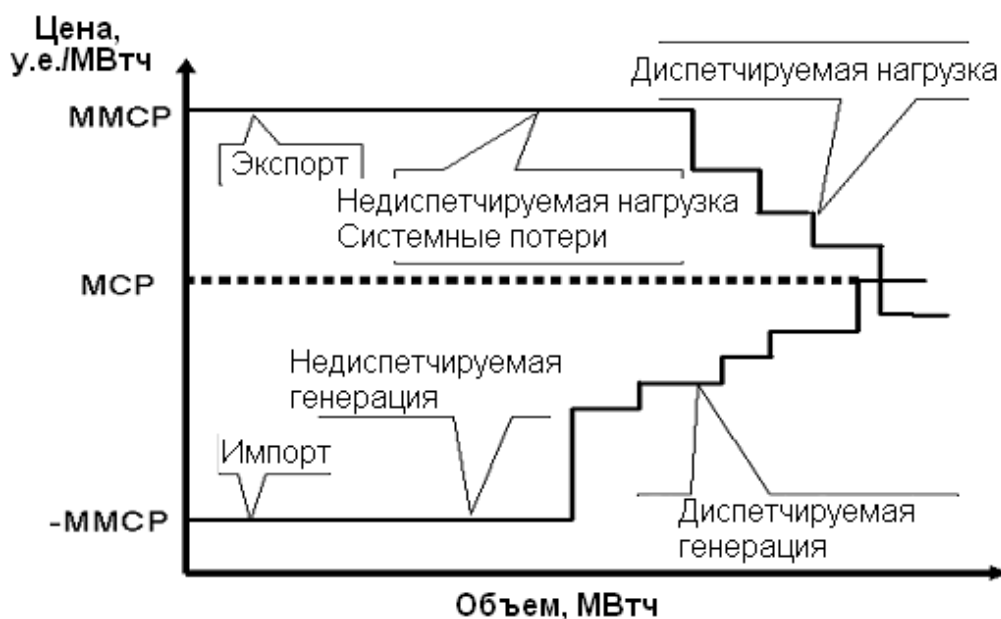 Цена,
у.е./МВтч
Диспетчируемая нагрузка
ММСР
Экспорт
Недиспетчируемая нагрузка
Системные потери
МСР
Недиспетчируемая
генерация
Импорт
-ММСР
Диспетчируемая
генерация
Объем, МВтч